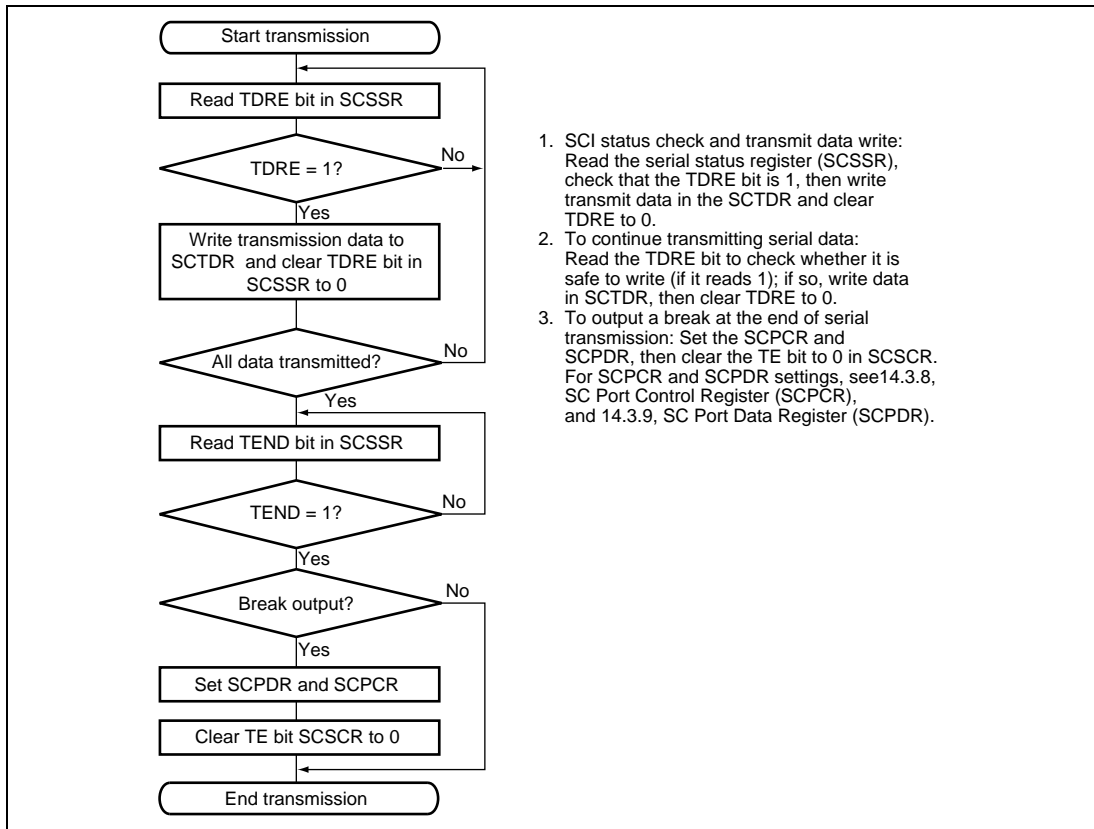 Start transmission
Read TDRE bit in SCSSR
TDRE = 1?
No
Yes
Write transmission data to
SCTDR  and clear TDRE bit in
SCSSR to 0
All data transmitted?
No
Yes
Read TEND bit in SCSSR
TEND = 1?
No
Yes
Break output?
No
Yes
Set SCPDR and SCPCR
Clear TE bit SCSCR to 0
End transmission
1. SCI status check and transmit data write:
Read the serial status register (SCSSR),
check that the TDRE bit is 1, then write
transmit data in the SCTDR and clear
TDRE to 0.
2. To continue transmitting serial data:
Read the TDRE bit to check whether it is
safe to write (if it reads 1); if so, write data
in SCTDR, then clear TDRE to 0.
3. To output a break at the end of serial
transmission: Set the SCPCR and
SCPDR, then clear the TE bit to 0 in SCSCR.
For SCPCR and SCPDR settings, see14.3.8,
SC Port Control Register (SCPCR),
and 14.3.9, SC Port Data Register (SCPDR).